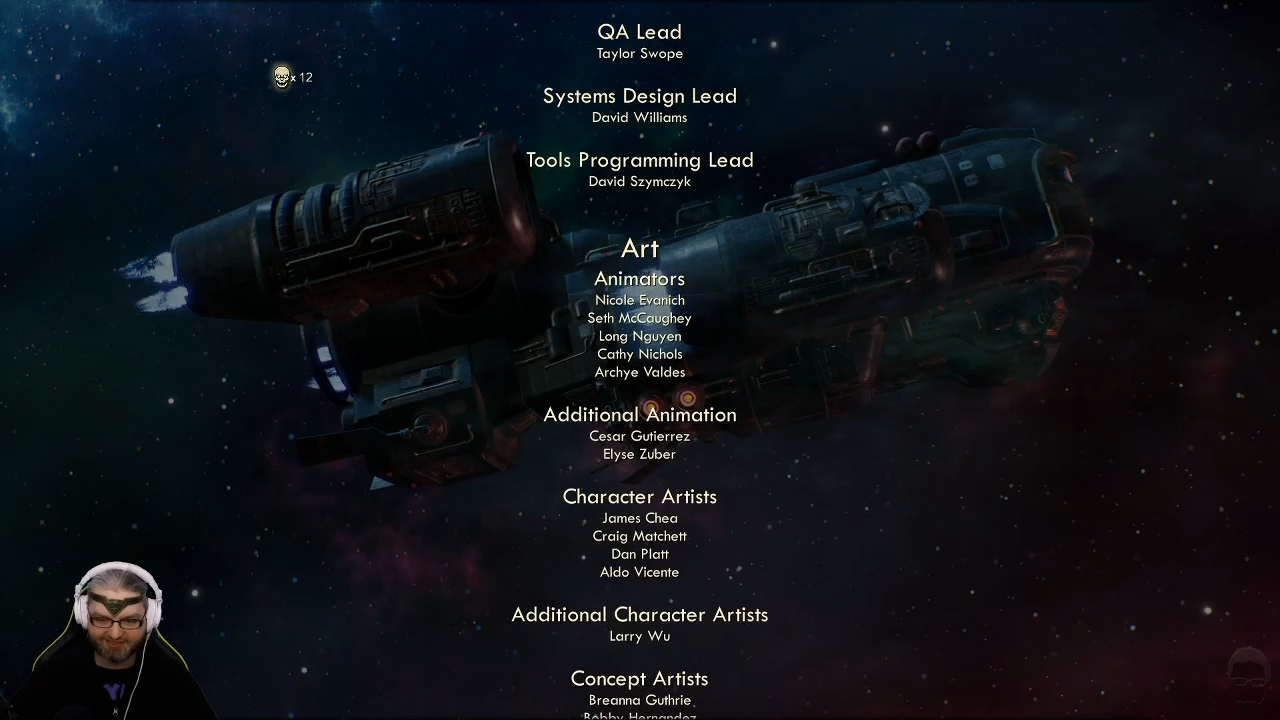 QA Lead
Taylor Swope
x 12
Systems Design Lead
David Williams
Tools Programming Lead
David Szymczyk
Art
Animators
Nicole Evanich
Seth McCaughey
Long Nguyen
Cathy Nichols
Archye Valdes
Additional Animation
Cesar Gutierrez
Elyse Zuber
Character Artists
James Chea
Craig Matchett
Dan Platt
Aldo Vicente
Additional Character Artists
Larry Wu
Concept Artists
Breanna Guthrie
Bobby Hernandez